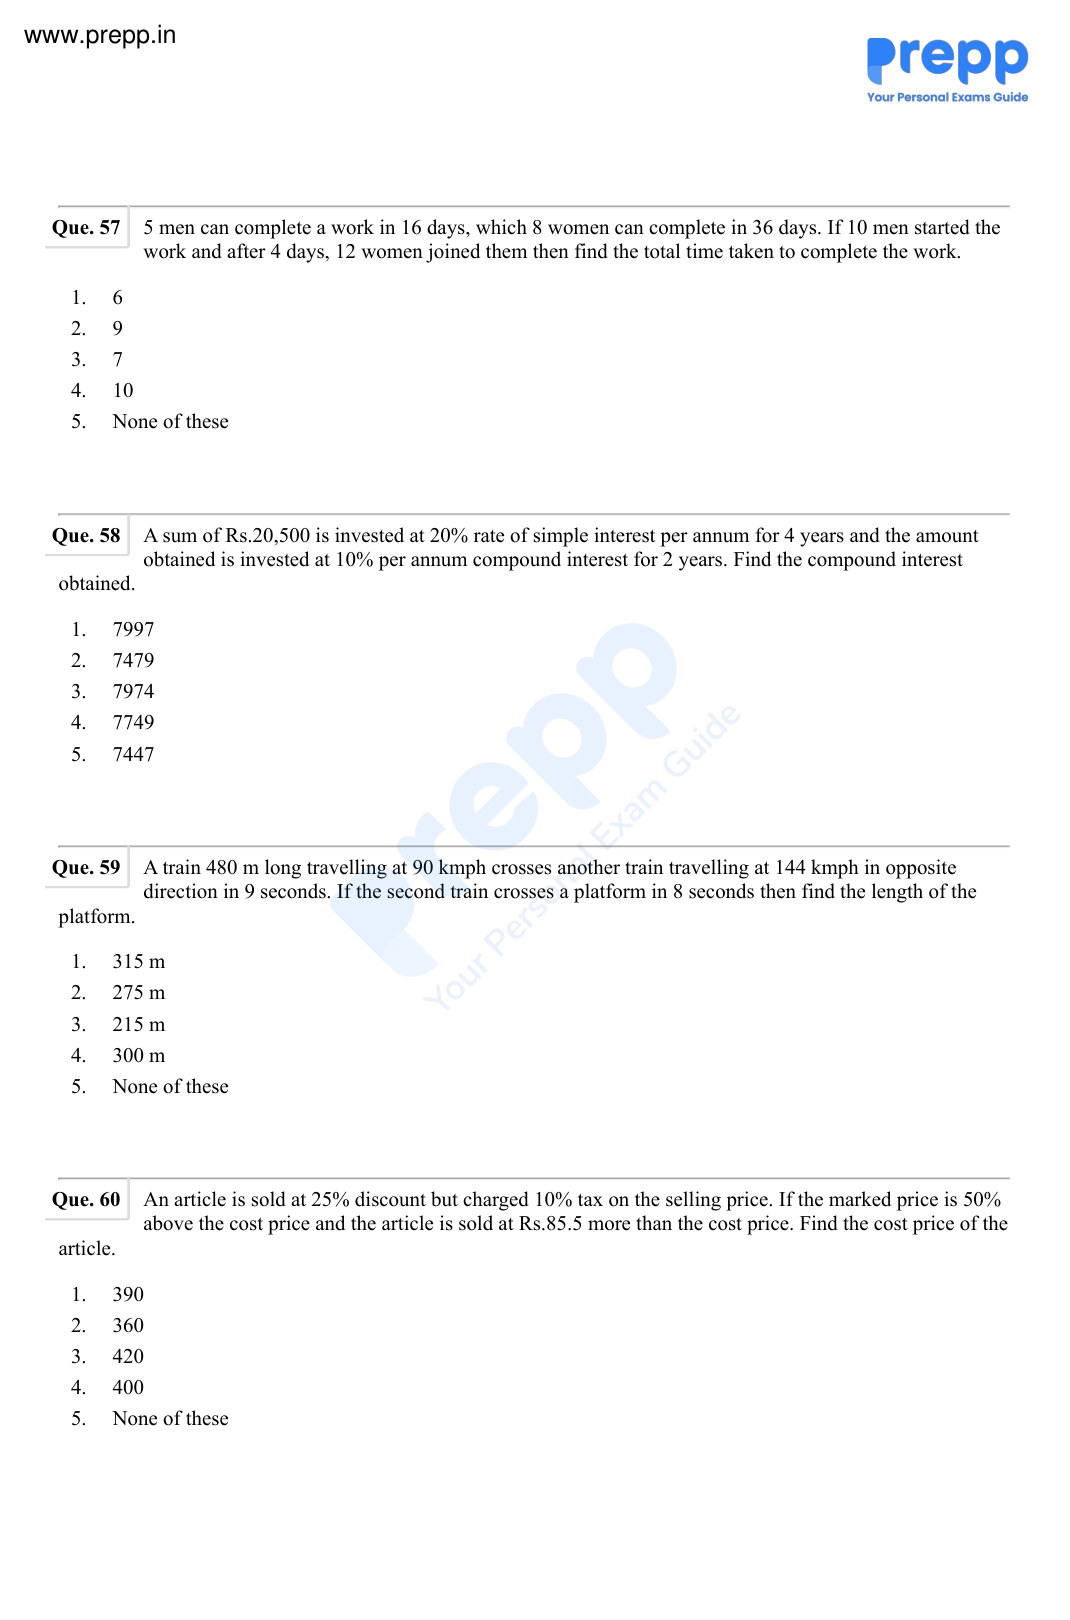 www.prepp.in
prepp
Your Personal Exams Guide
Que. 57 5 men can complete a work in 16 days, which 8 women can complete in 36 days. If 10 men started the
work and after 4 days, 12 women joined them then find the total time taken to complete the work.
1. 6
2. 9
3. 7
4. 10
5. None of these
Que. 58 A sum of Rs.20,500 is invested at 20% rate of simple interest per annum for 4 years and the amount
obtained is invested at 10% per annum compound interest for 2 years. Find the compound interest
obtained.
1. 7997
2. 7479
3. 7974
4. 7749
5. 7447
prepp
Your Personal Exam Guide
Que. 59 A train 480 m long travelling at 90 kmph crosses another train travelling at 144 kmph in opposite
direction in 9 seconds. If the second train crosses a platform in 8 seconds then find the length of the
platform.
1. 315 m
2. 275 m
3. 215 m
4. 300 m
5. None of these
Que. 60 An article is sold at 25% discount but charged 10% tax on the selling price. If the marked price is 50%
above the cost price and the article is sold at Rs.85.5 more than the cost price. Find the cost price of the
article.
1. 390
2. 360
3. 420
4. 400
5. None of these